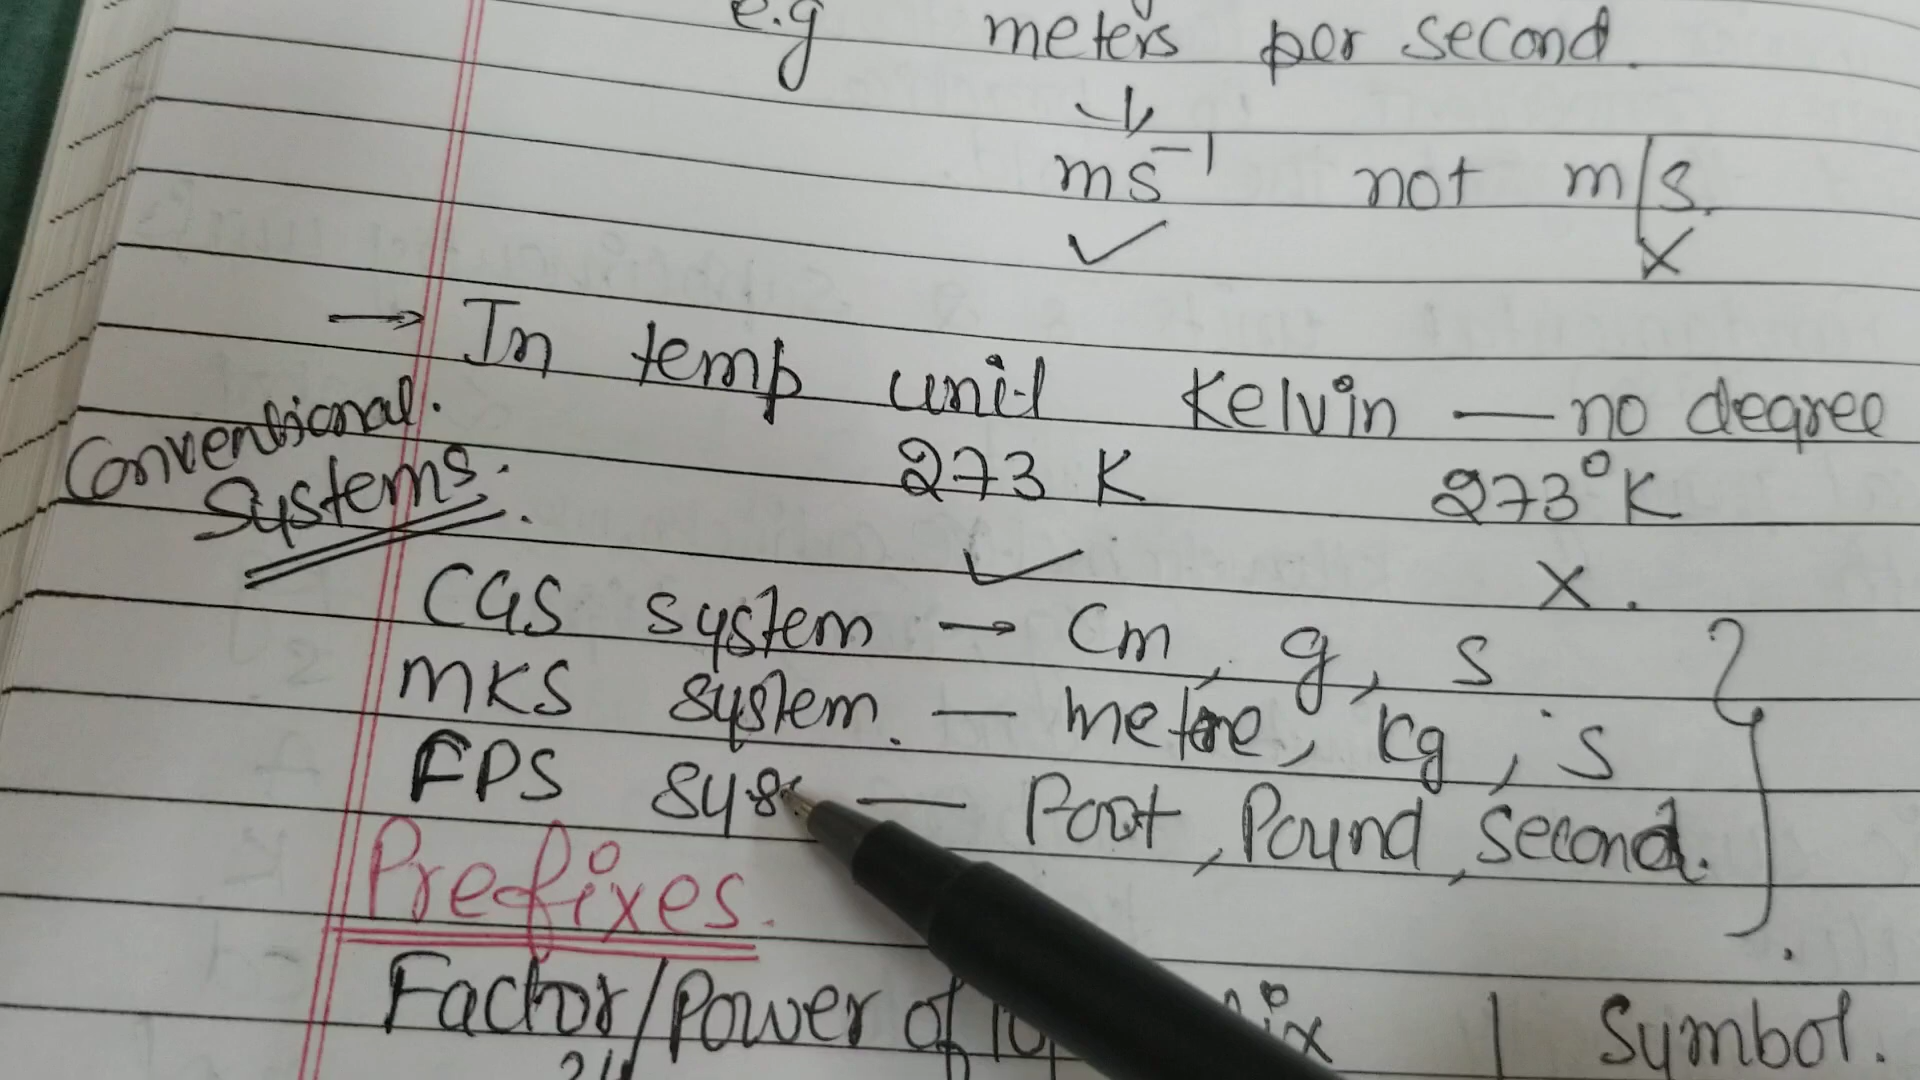 e.g meters per second.
ms⁻¹ not m/s.
→ In temp unit Kelvin — no degree
Conventional.
Systems.
273 K 273°K
✓ x.
CGS system → Cm, g, s
MKS system. — metre, kg, s
FPS sys — Foot, Pound, Second.
Prefixes.
Factor/Power of | Symbol.